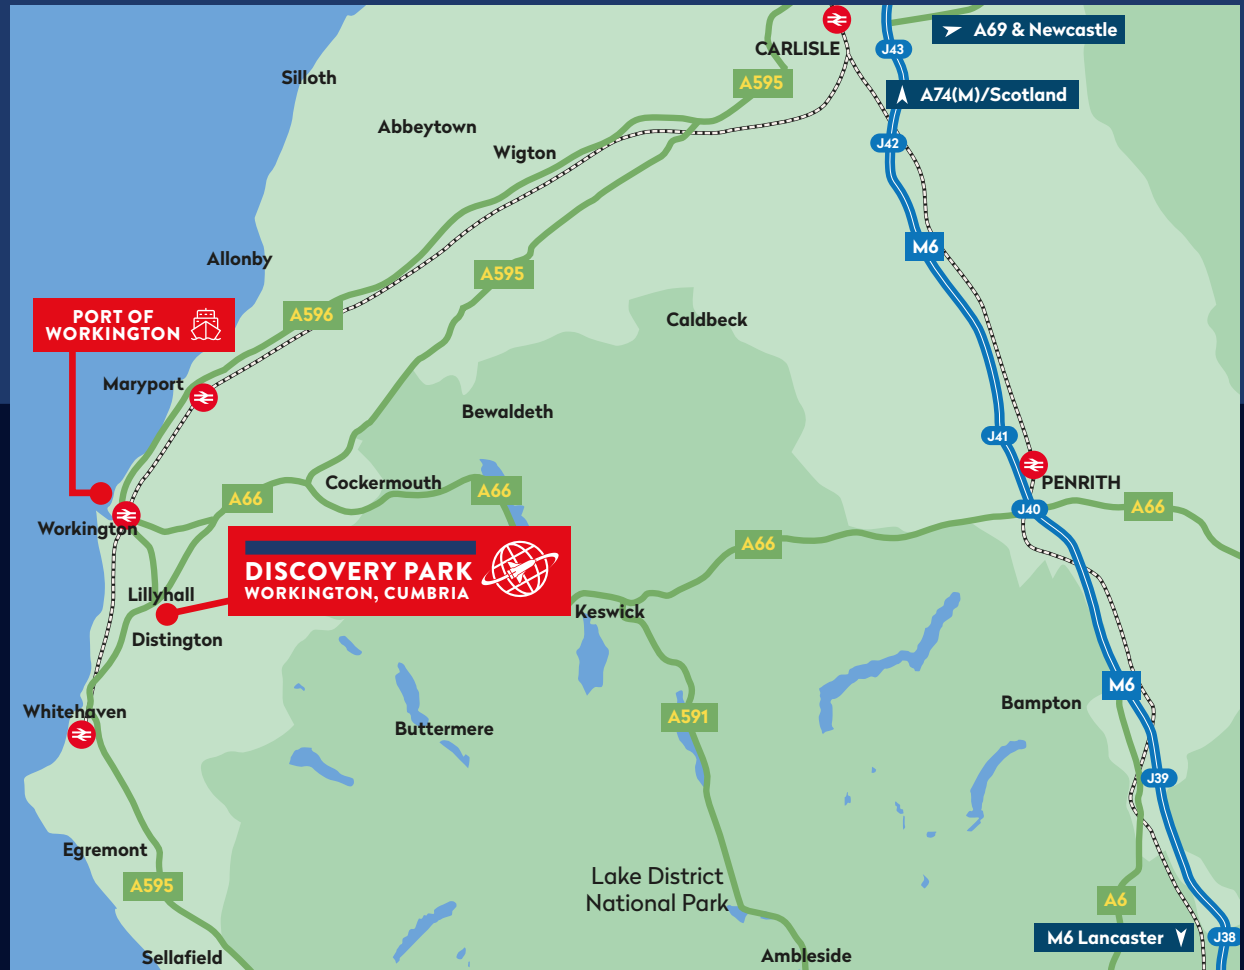 A69 & Newcastle
CARLISLE
J43
Silloth
A595
A74(M)/Scotland
Abbeytown
J42
Wigton
M6
Allonby
A595
A596
PORT OF
WORKINGTON
Caldbeck
Maryport
Bewaldeth
J41
Cockermouth
PENRITH
A66
A66
A66
J40
Workington
A66
DISCOVERY PARK
WORKINGTON, CUMBRIA
Lillyhall
Keswick
Distington
M6
Whitehaven
Bampton
A591
Buttermere
J39
Egremont
Lake District
National Park
A595
A6
M6 Lancaster
J38
Sellafield
Ambleside